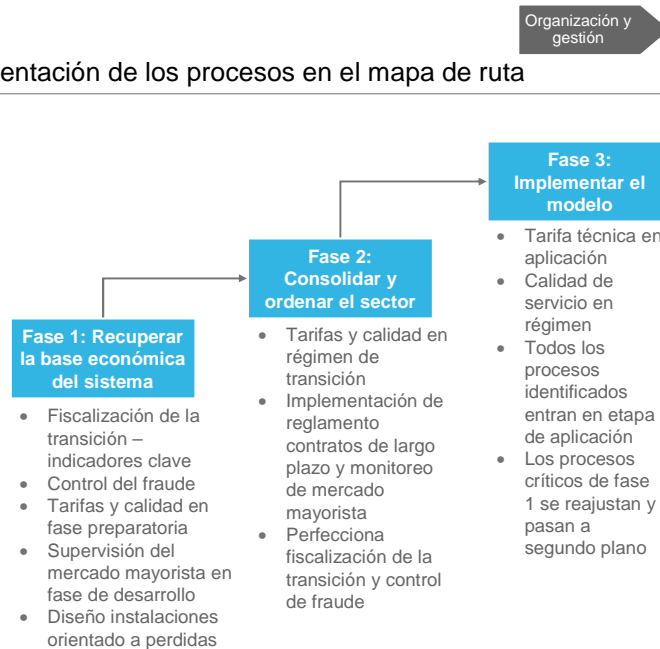 Organización y
gestión
entación de los procesos en el mapa de ruta
Fase 3:
Implementar el
modelo
• Tarifa técnica en
aplicación
• Calidad de
servicio en
régimen
• Todos los
procesos
identificados
entran en etapa
de aplicación
• Los procesos
críticos de fase
1 se reajustan y
pasan a
segundo plano
Fase 2:
Consolidar y
ordenar el sector
• Tarifas y calidad en
régimen de
transición
• Implementación de
reglamento
contratos de largo
plazo y monitoreo
de mercado
mayorista
• Perfecciona
fiscalización de la
transición y control
de fraude
Fase 1: Recuperar
la base económica
del sistema
• Fiscalización de la
transición –
indicadores clave
• Control del fraude
• Tarifas y calidad en
fase preparatoria
• Supervisión del
mercado mayorista en
fase de desarrollo
• Diseño instalaciones
orientado a perdidas